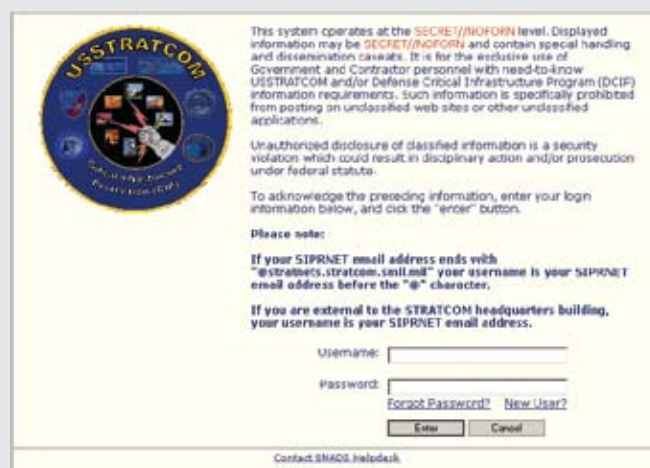 USSTRATCOM
This system operates at the SECRET//NOFORN level. Displayed
information may be SECRET//NOFORN and contain special handling
and dissemination caveats. It is for the exclusive use of
Government and Contractor personnel with need-to-know
USSTRATCOM and/or Defense Critical Infrastructure Program (DCIP)
information requirements. Such information is specifically prohibited
from posting on unclassified web sites or other unclassified
applications.
Unauthorized disclosure of classified information is a security
violation which could result in disciplinary action and/or prosecution
under federal statute.
To acknowledge the preceding information, enter your login
information below, and click the "enter" button.
Please note:
If your SIPRNET email address ends with
"@stratnets.stratcom.smil.mil" your username is your SIPRNET
email address before the "@" character.
If you are external to the STRATCOM headquarters building,
your username is your SIPRNET email address.
Username:
Password:
Forgot Password? New User?
Enter Cancel
Contact SNADS Helpdesk